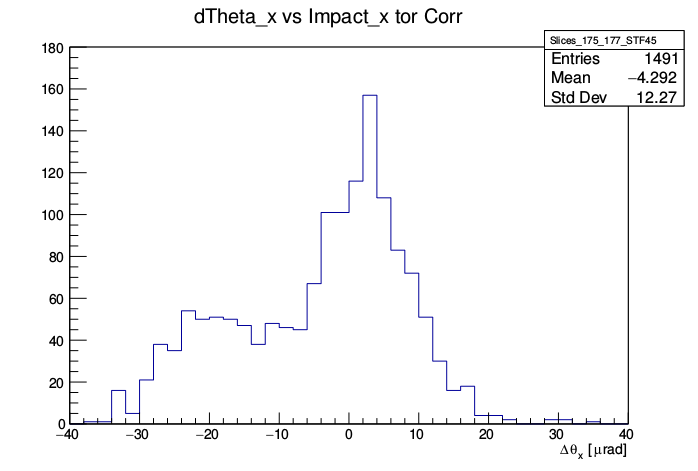 dTheta_x vs Impact_x tor Corr
Slices_175_177_STF45
Entries 1491
Mean −4.292
Std Dev 12.27
180
160
140
120
100
80
60
40
20
0
−40 −30 −20 −10 0 10 20 30 40
Δθx [μrad]